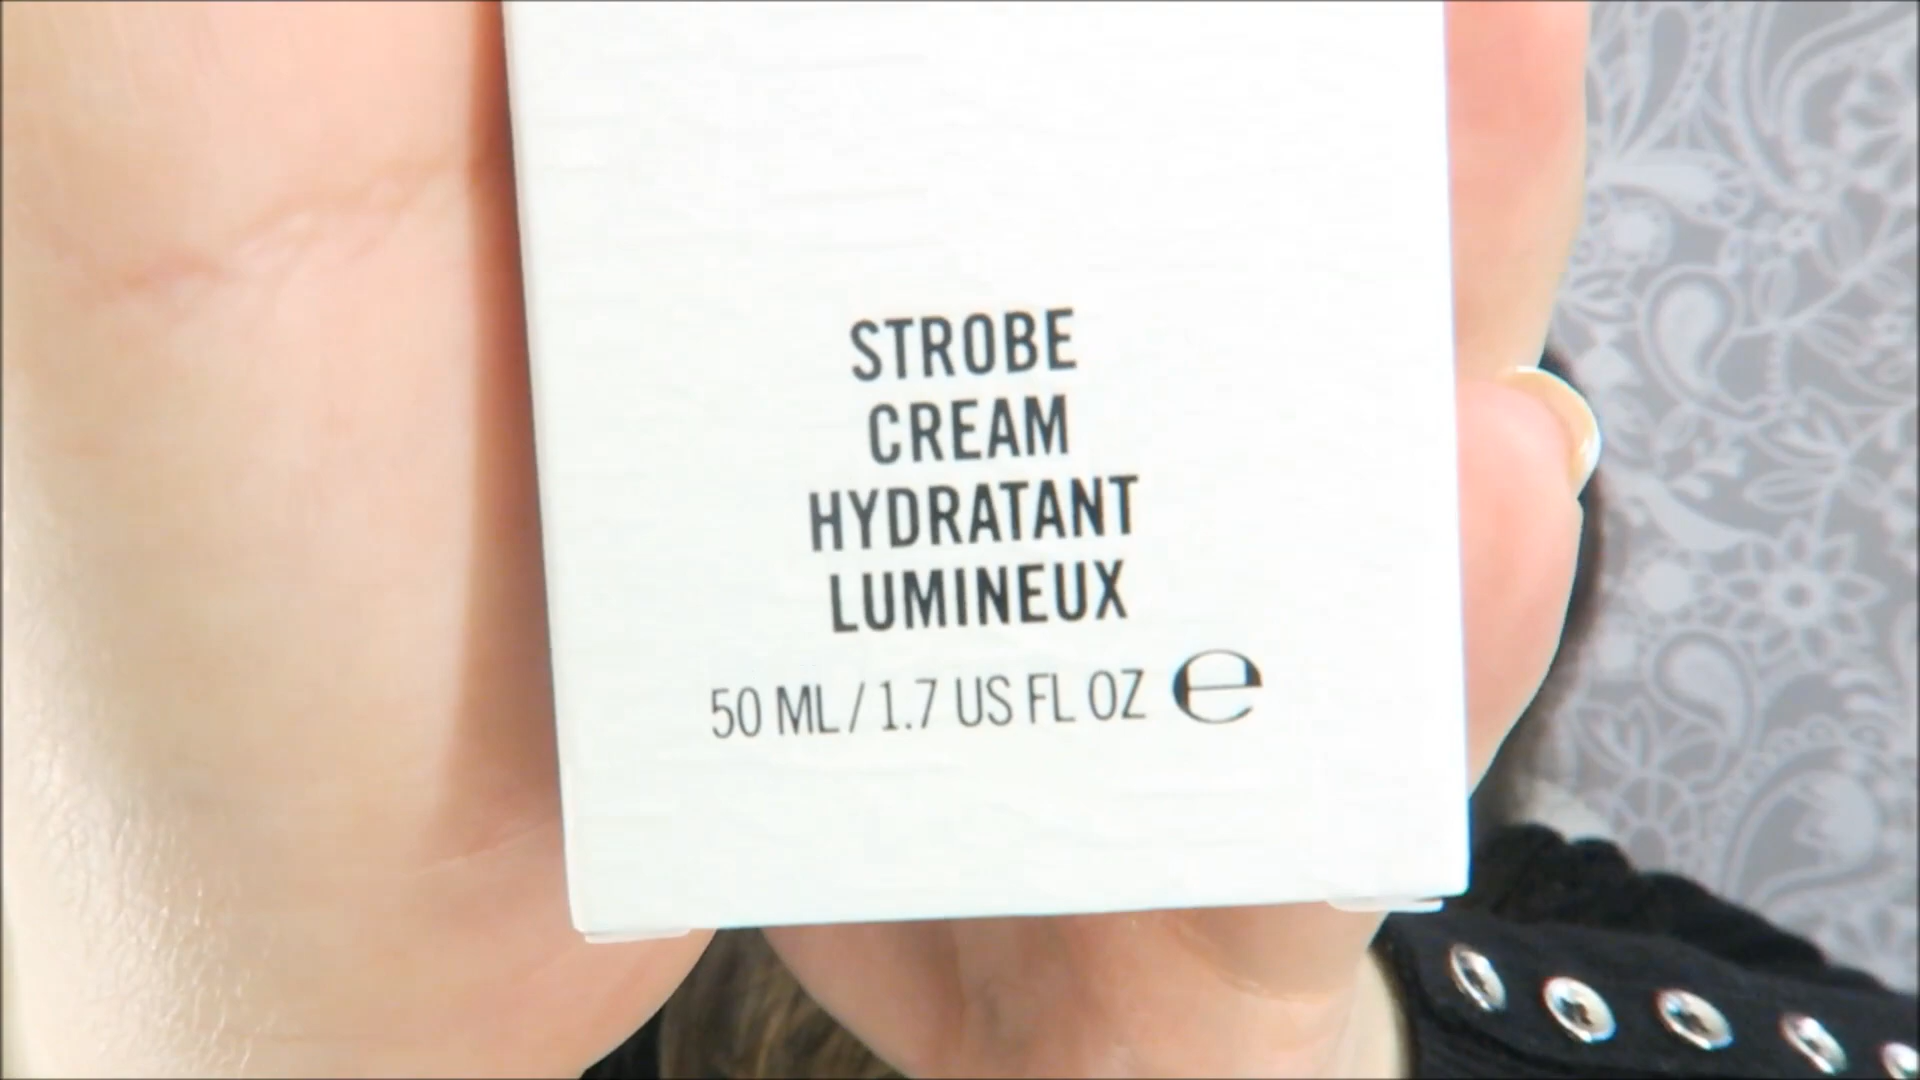 STROBE
CREAM
HYDRATANT
LUMINEUX
50 ML / 1.7 US FL OZ ℮